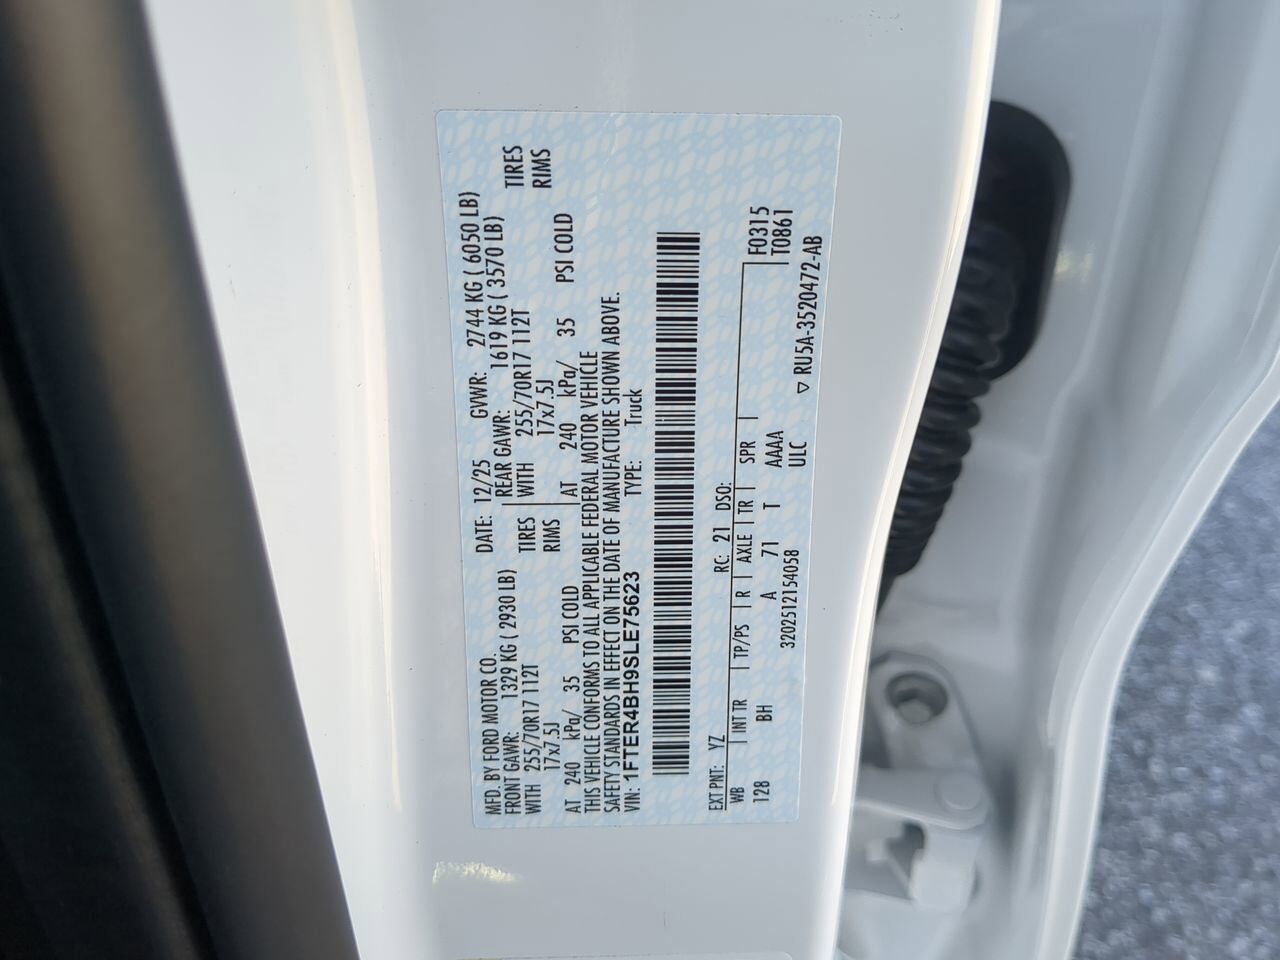 MFD. BY FORD MOTOR CO. DATE: 12/25 GVWR: 2744 KG ( 6050 LB)
FRONT GAWR: 1329 KG ( 2930 LB) REAR GAWR: 1619 KG ( 3570 LB)
WITH 255/70R17 112T TIRES WITH 255/70R17 112T TIRES
17x7.5J RIMS 17x7.5J RIMS
AT 240 kPa/ 35 PSI COLD AT 240 kPa/ 35 PSI COLD
THIS VEHICLE CONFORMS TO ALL APPLICABLE FEDERAL MOTOR VEHICLE
SAFETY STANDARDS IN EFFECT ON THE DATE OF MANUFACTURE SHOWN ABOVE.
VIN: 1FTER4BH9SLE75623 TYPE: Truck
EXT PNT: YZ RC: 21 DSO: F0315
WB INT TR TP/PS R AXLE TR SPR T0861
128 BH A 71 T AAAA
3202512154058 ULC ▽ RU5A-3520472-AB